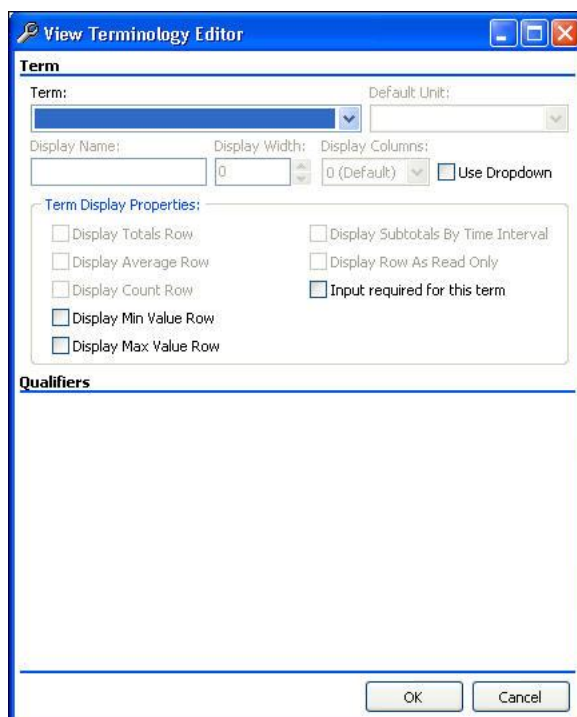 View Terminology Editor
Term
Term: Default Unit:
Display Name: Display Width: Display Columns:
0 0 (Default) Use Dropdown
Term Display Properties:
Display Totals Row Display Subtotals By Time Interval
Display Average Row Display Row As Read Only
Display Count Row Input required for this term
Display Min Value Row
Display Max Value Row
Qualifiers
OK Cancel